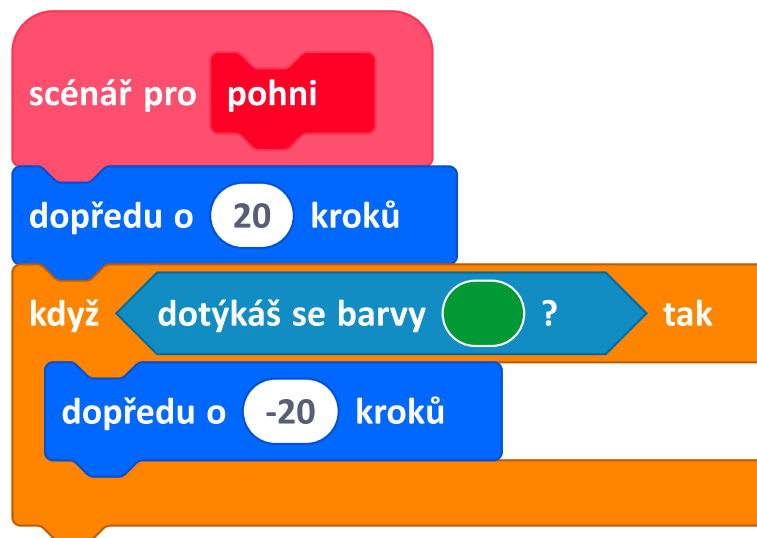 scénář pro pohni
dopředu o 20 kroků
když dotýkáš se barvy ? tak
dopředu o -20 kroků